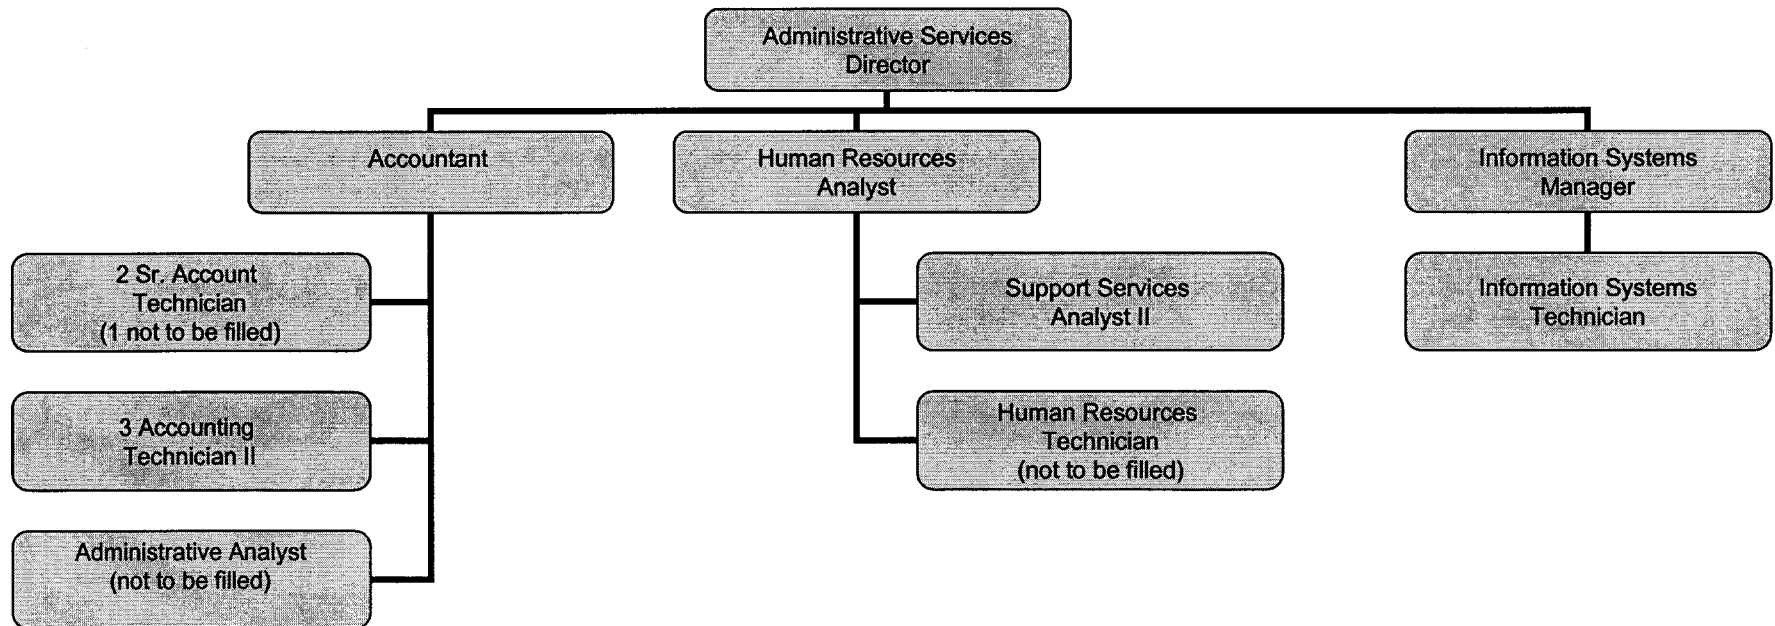 Administrative Services
Director
Accountant
Human Resources
Analyst
Information Systems
Manager
2 Sr. Account
Technician
(1 not to be filled)
Support Services
Analyst II
Information Systems
Technician
3 Accounting
Technician II
Human Resources
Technician
(not to be filled)
Administrative Analyst
(not to be filled)